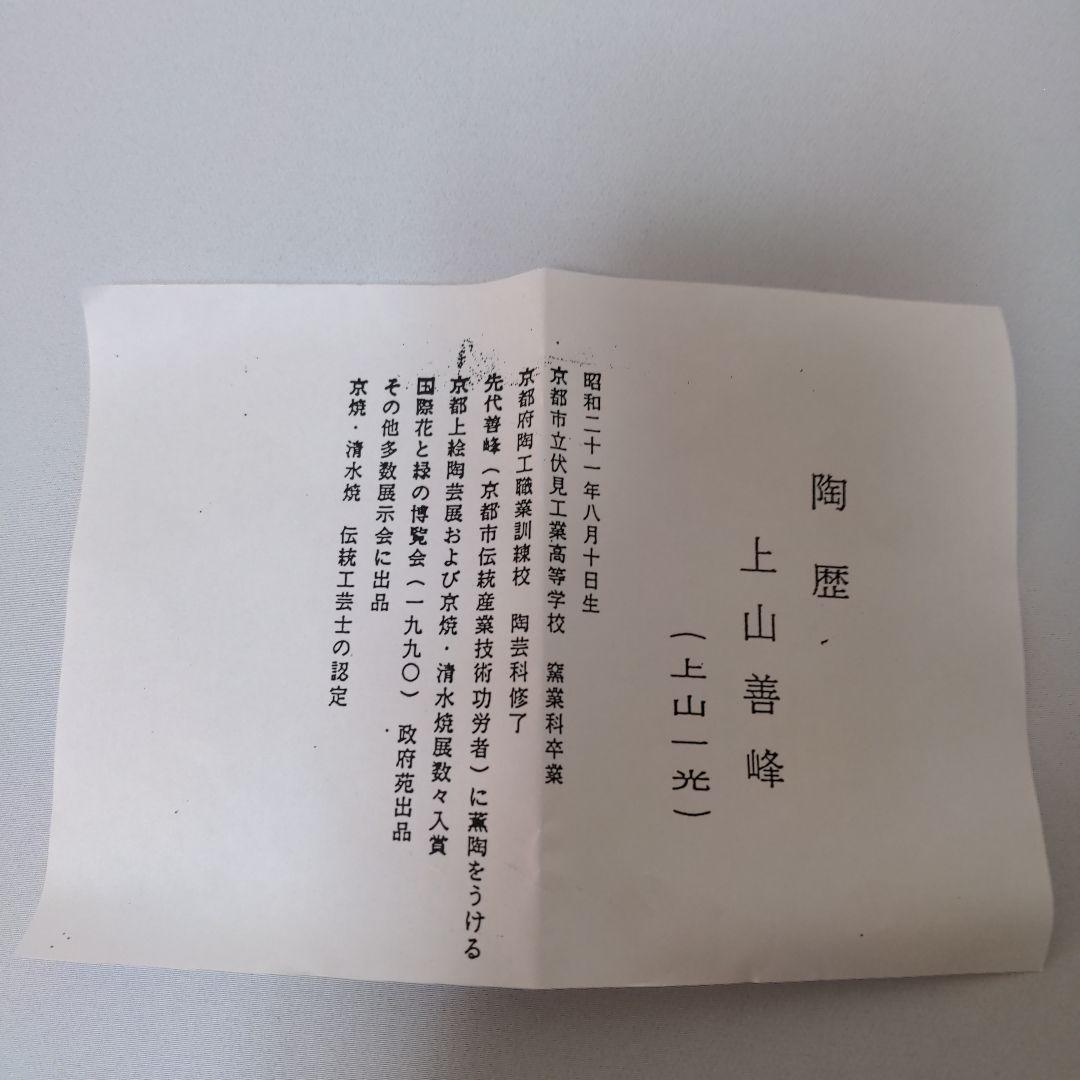 陶歴
上山善峰
（上山一光）
昭和二十一年八月十日生
京都市立伏見工業高等学校　窯業科卒業
京都府陶工職業訓練校　陶芸科修了
先代善峰（京都市伝統産業技術功労者）に薫陶をうける
京都上絵陶芸展および京焼・清水焼展数々入賞
国際花と緑の博覧会（一九九〇）　政府苑出品
その他多数展示会に出品
京焼・清水焼　伝統工芸士の認定